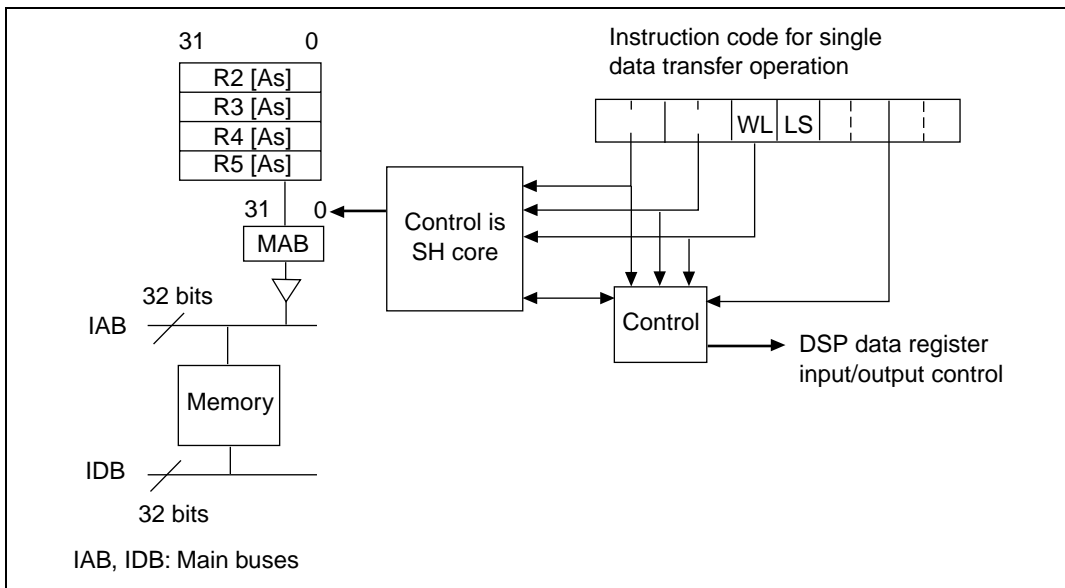 31 0
R2 [As]
R3 [As]
R4 [As]
R5 [As]
31 0
MAB
32 bits
IAB
Memory
IDB
32 bits
IAB, IDB: Main buses
Control is
SH core
Instruction code for single
data transfer operation
WL LS
Control
DSP data register
input/output control